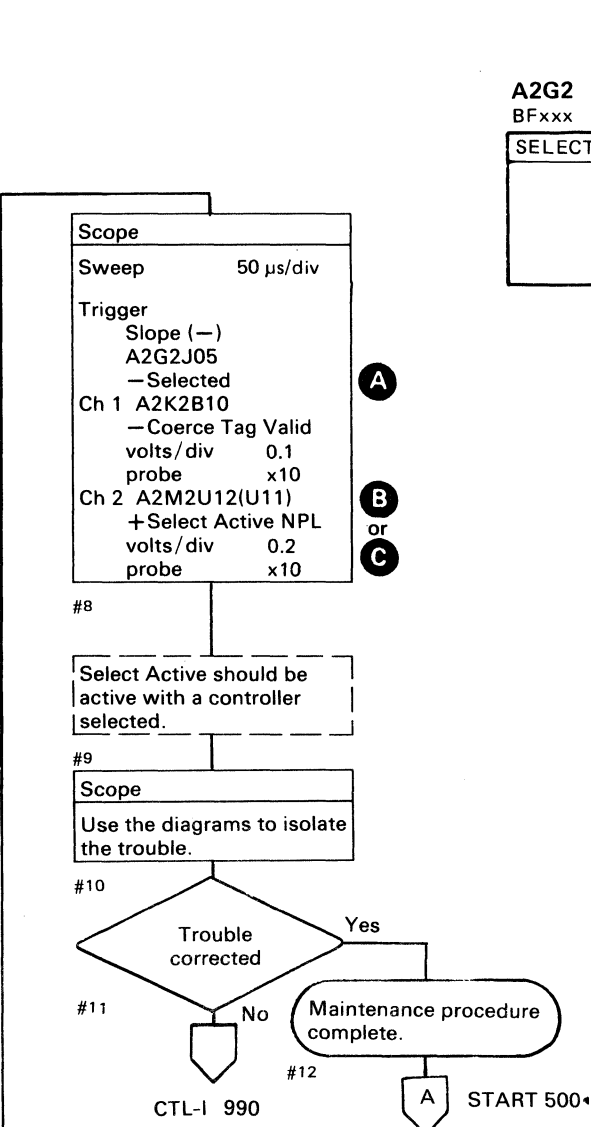 A2G2
BFxxx
SELECT
Scope
Sweep 50 µs/div
Trigger
Slope (—)
A2G2J05
—Selected
A
Ch 1 A2K2B10
—Coerce Tag Valid
volts/div 0.1
probe x10
Ch 2 A2M2U12(U11)
B
+Select Active NPL
or
volts/div 0.2
C
probe x10
#8
Select Active should be
active with a controller
selected.
#9
Scope
Use the diagrams to isolate
the trouble.
#10
Trouble
corrected
Yes
#11
No
Maintenance procedure
complete.
#12
CTL-I 990
A
START 500